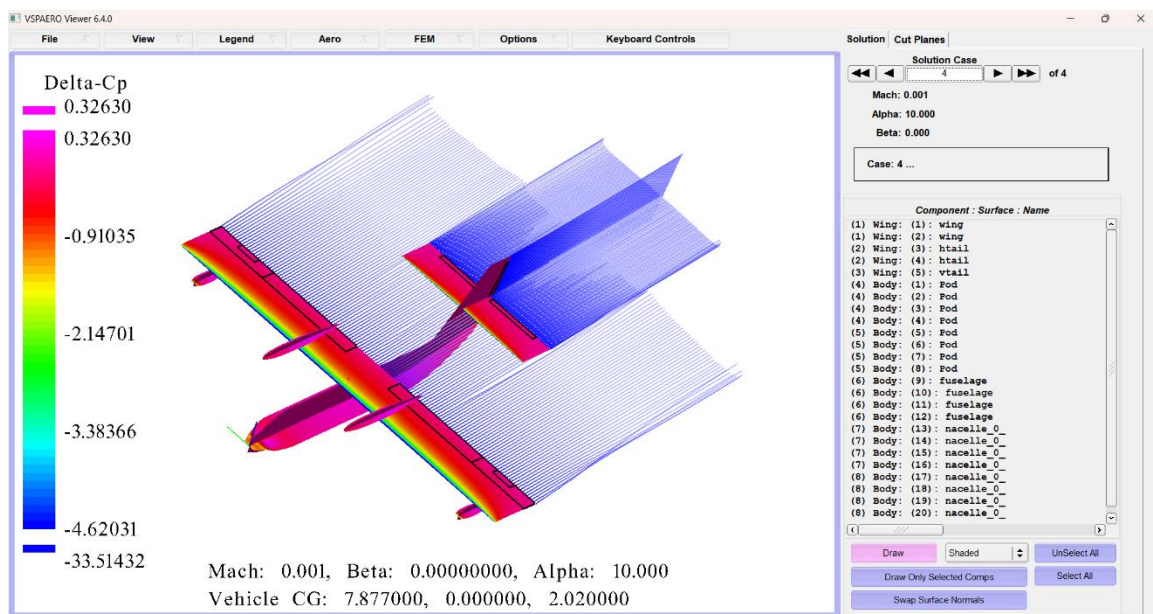 VSPAERO Viewer 6.4.0
File View Legend Aero FEM Options Keyboard Controls
Delta-Cp
0.32630
0.32630
-0.91035
-2.14701
-3.38366
-4.62031
-33.51432
Mach: 0.001, Beta: 0.00000000, Alpha: 10.000
Vehicle CG: 7.877000, 0.000000, 2.020000
Solution Cut Planes
Solution Case
4 of 4
Mach: 0.001
Alpha: 10.000
Beta: 0.000
Case: 4 ...
Component : Surface : Name
(1) Wing: (1): wing
(1) Wing: (2): wing
(2) Wing: (3): htail
(2) Wing: (4): htail
(3) Wing: (5): vtail
(4) Body: (1): Pod
(4) Body: (2): Pod
(4) Body: (3): Pod
(4) Body: (4): Pod
(5) Body: (5): Pod
(5) Body: (6): Pod
(5) Body: (7): Pod
(5) Body: (8): Pod
(6) Body: (9): fuselage
(6) Body: (10): fuselage
(6) Body: (11): fuselage
(6) Body: (12): fuselage
(7) Body: (13): nacelle_0_
(7) Body: (14): nacelle_0_
(7) Body: (15): nacelle_0_
(7) Body: (16): nacelle_0_
(8) Body: (17): nacelle_0_
(8) Body: (18): nacelle_0_
(8) Body: (19): nacelle_0_
(8) Body: (20): nacelle_0_
Draw Shaded UnSelect All
Draw Only Selected Comps Select All
Swap Surface Normals